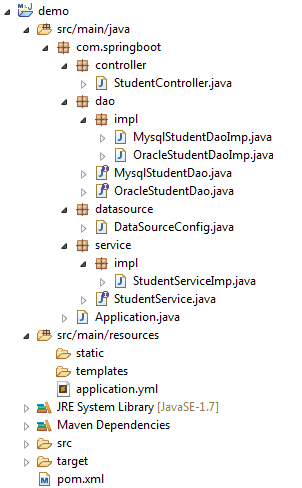 demo
src/main/java
com.springboot
controller
StudentController.java
dao
impl
MysqlStudentDaoImp.java
OracleStudentDaoImp.java
MysqlStudentDao.java
OracleStudentDao.java
datasource
DataSourceConfig.java
service
impl
StudentServiceImp.java
StudentService.java
Application.java
src/main/resources
static
templates
application.yml
JRE System Library [JavaSE-1.7]
Maven Dependencies
src
target
pom.xml